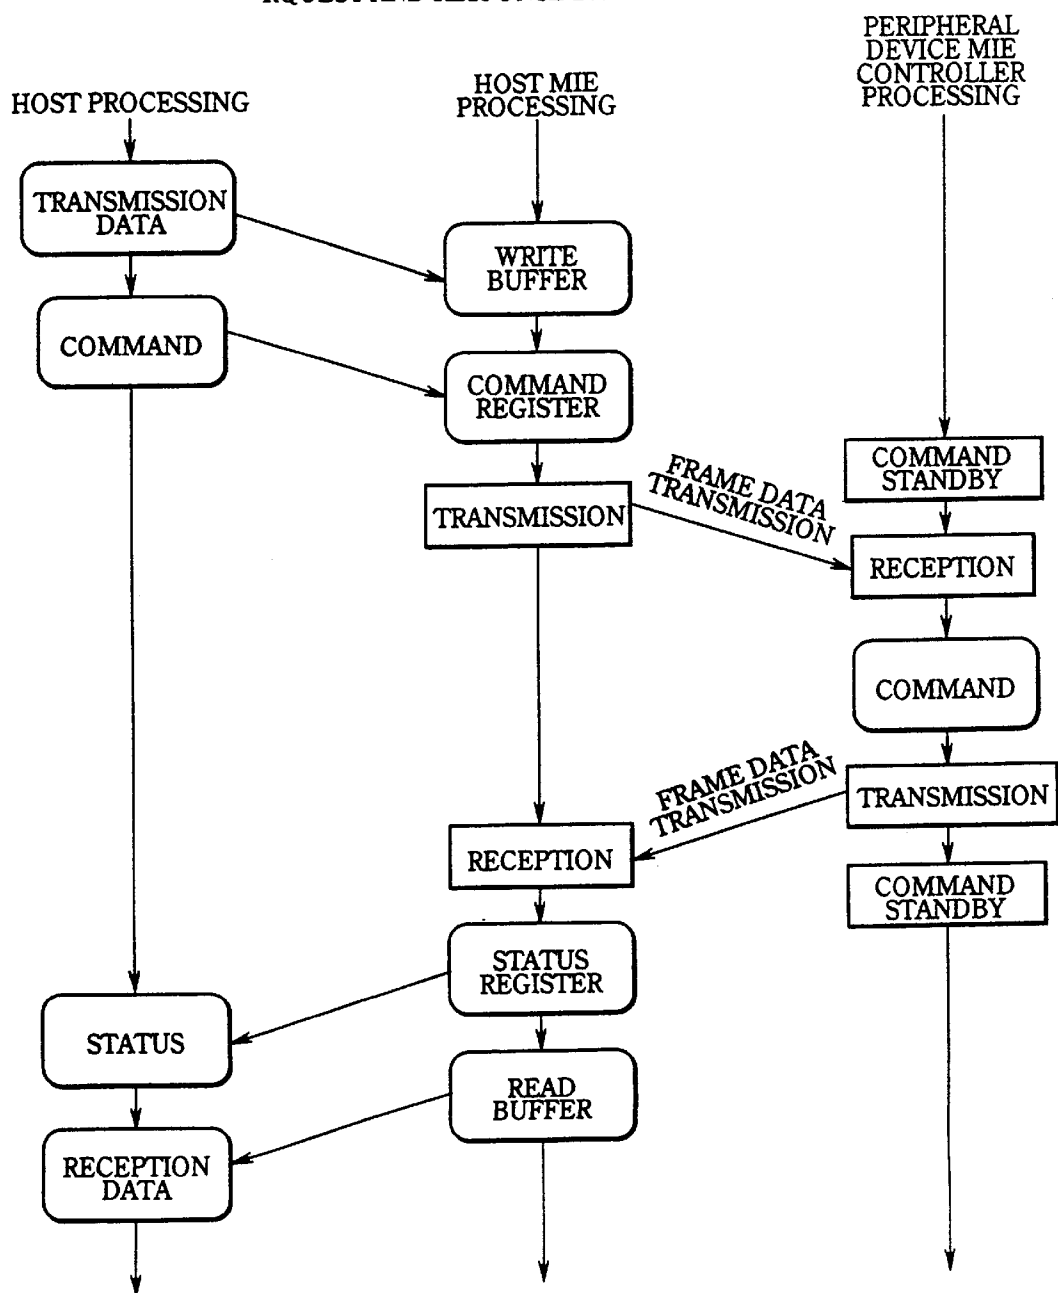 HOST PROCESSING
HOST MIE
PROCESSING
PERIPHERAL
DEVICE MIE
CONTROLLER
PROCESSING
TRANSMISSION
DATA
WRITE
BUFFER
COMMAND
COMMAND
REGISTER
COMMAND
STANDBY
TRANSMISSION
FRAME DATA
TRANSMISSION
RECEPTION
COMMAND
FRAME DATA
TRANSMISSION
TRANSMISSION
RECEPTION
COMMAND
STANDBY
STATUS
REGISTER
STATUS
READ
BUFFER
RECEPTION
DATA